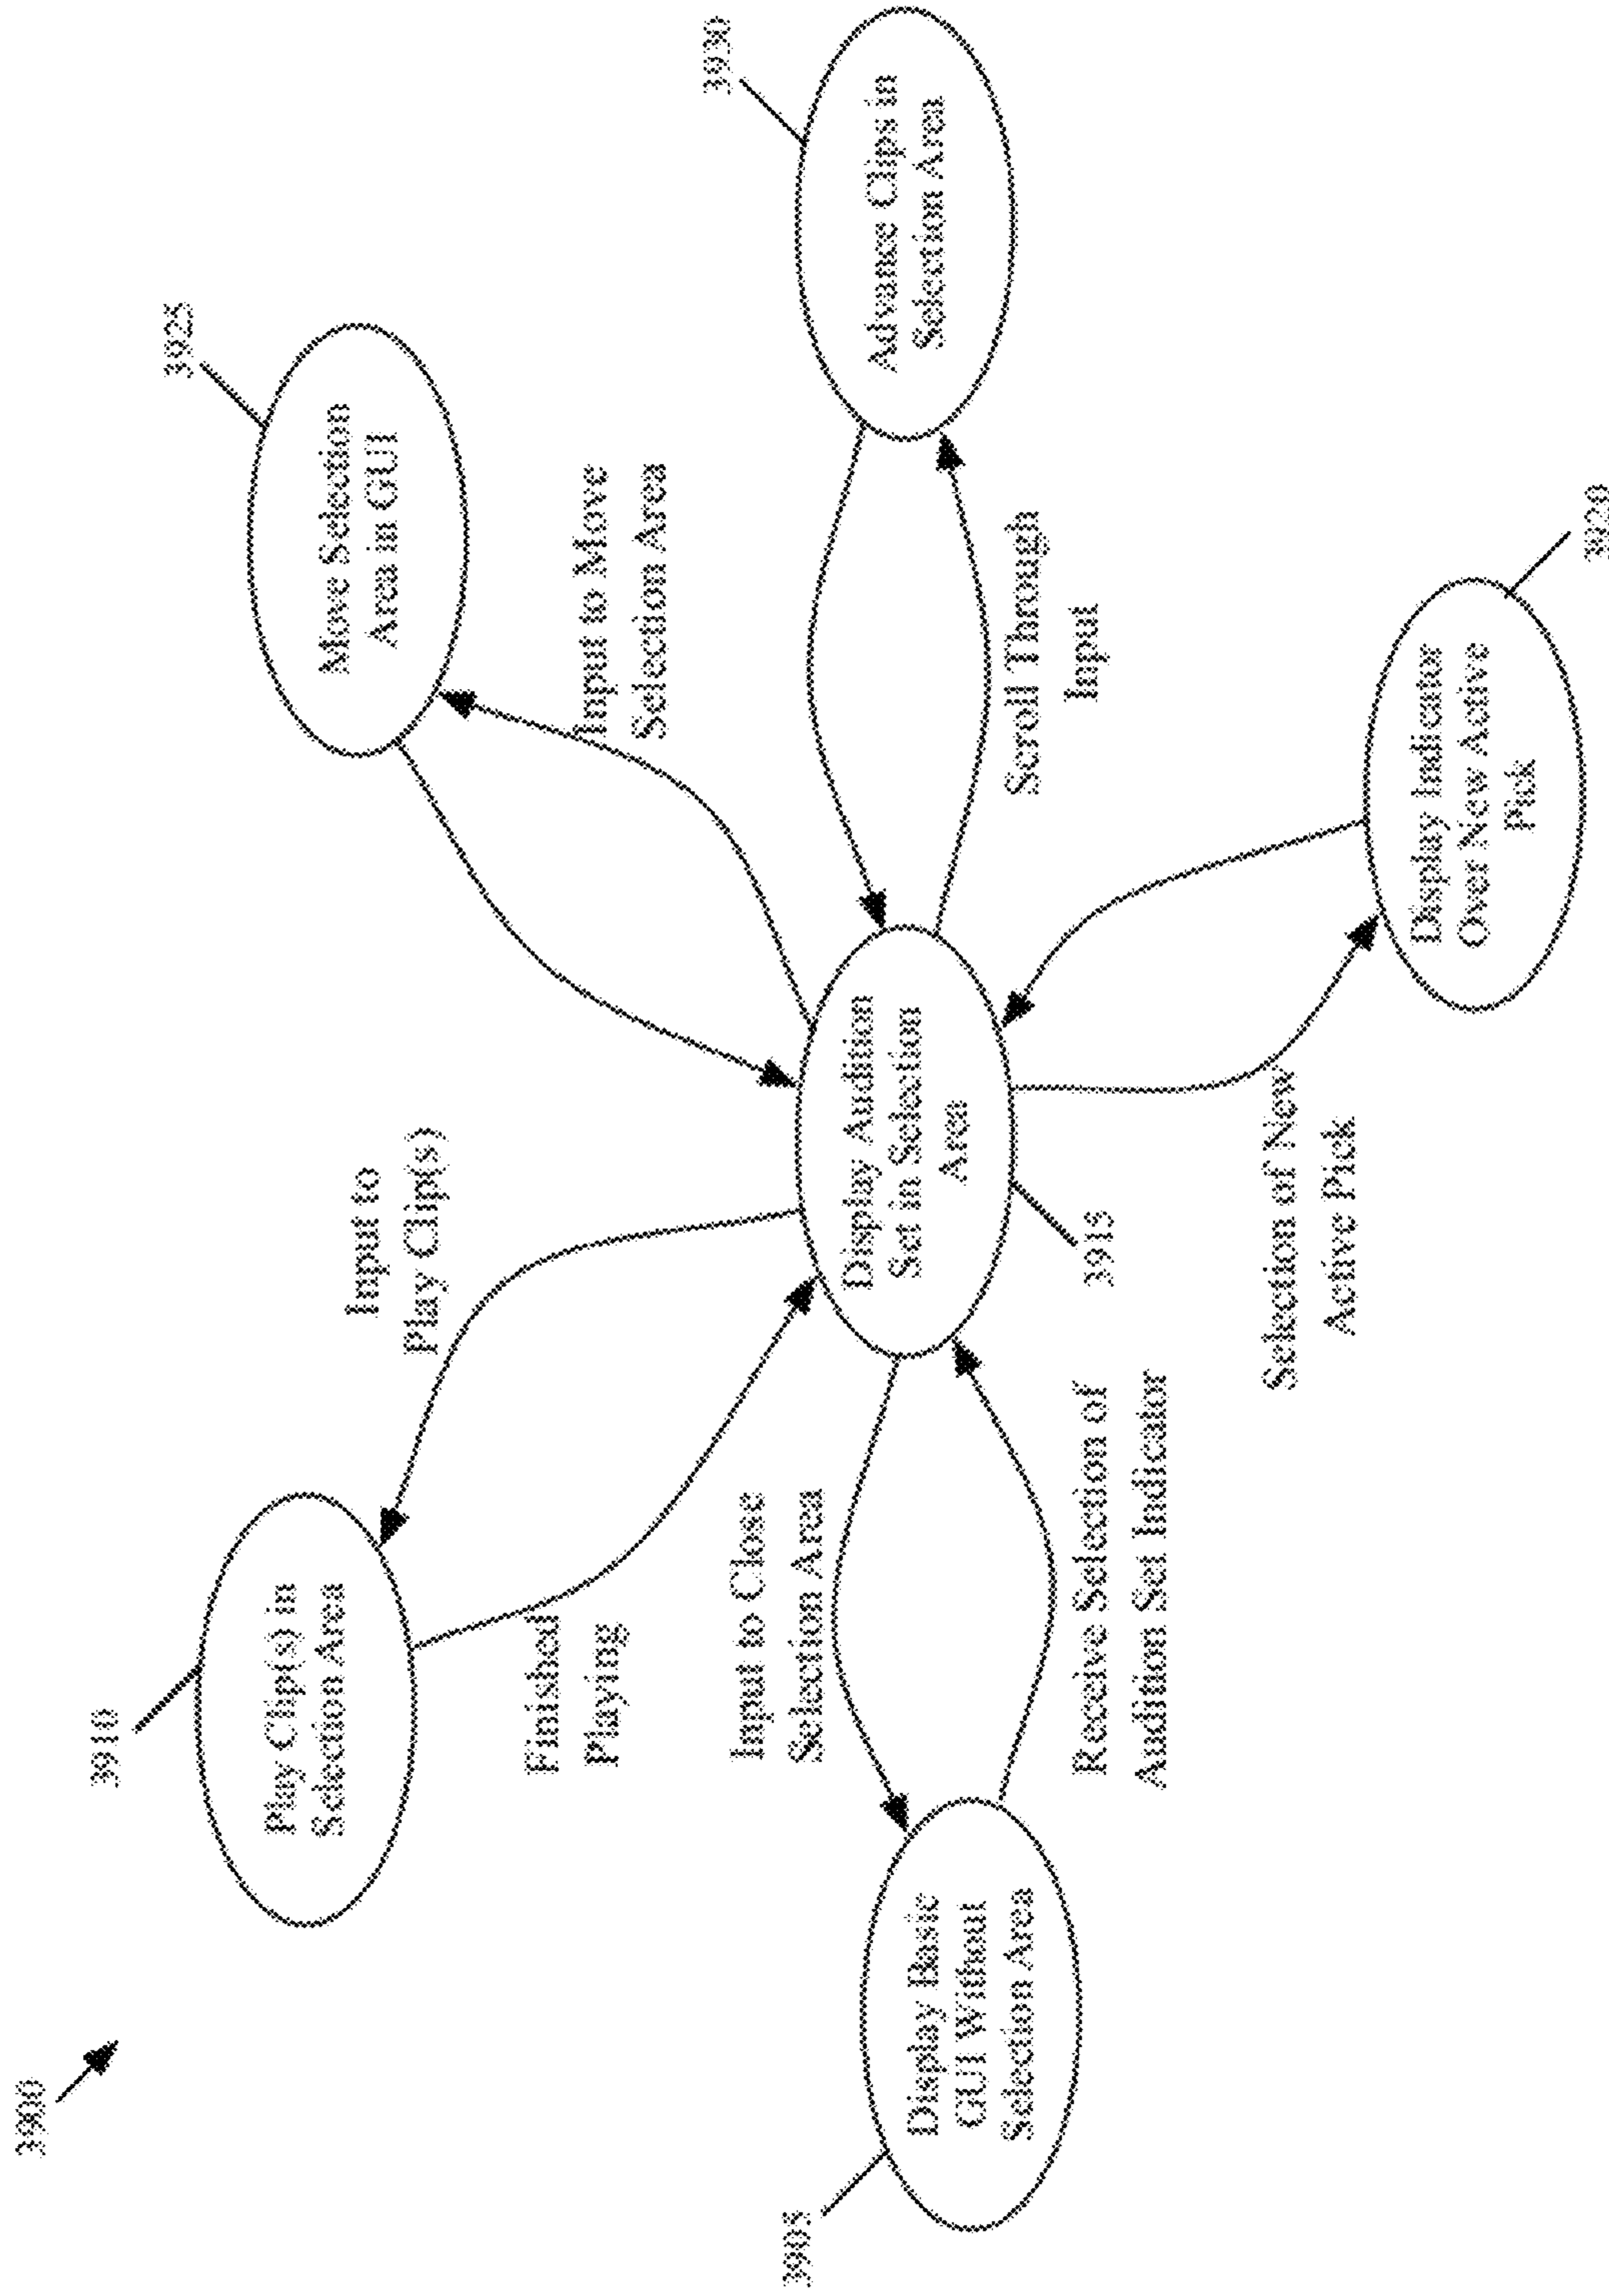 3900
3910
Play Clip(s) in
Selection Area
Input to
Play Clip(s)
3925
Move Selection
Area in GUI
Finished
Playing
Input to Move
Selection Area
Input to Close
Selection Area
3905
Display Basic
GUI Without
Selection Area
Display Audition
Set in Selection
Area
3915
3930
Advance Clips in
Selection Area
Receive Selection of
Audition Set Indicator
Scroll Through
Input
Selection of New
Active Pick
Display Indicator
Over New Active
Pick
3920